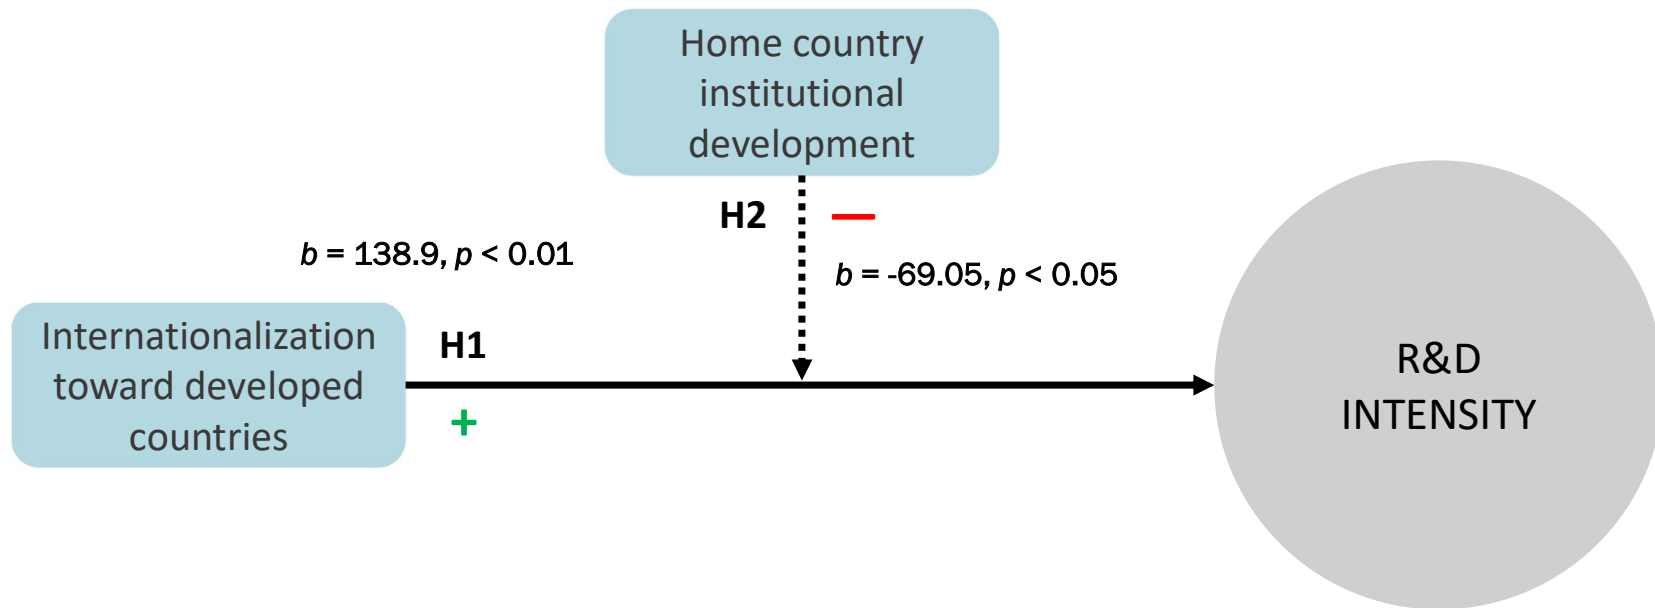 Home country
institutional
development
H2 —
b = 138.9, p < 0.01
b = -69.05, p < 0.05
Internationalization
toward developed
countries
H1
+
R&D
INTENSITY